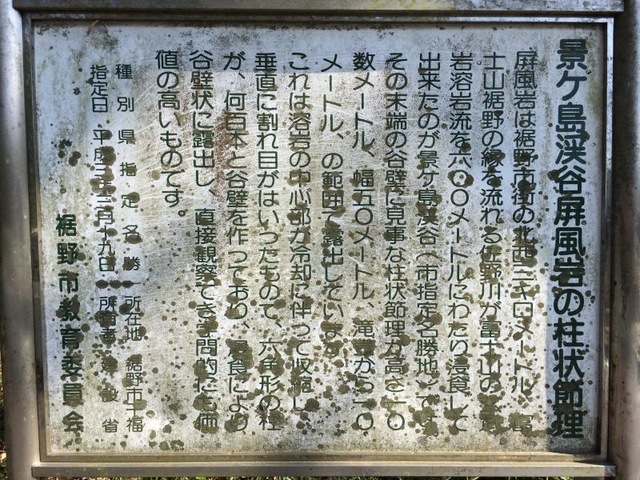 景ケ島渓谷屏風岩の柱状節理
屏風岩は裾野市街の北西三キロメートル、富
士山裾野の縁を流れる佐野川が富士山の
岩溶岩流を六〇〇メートルにわたり浸食して
出来たのが景ケ島渓谷(市指定名勝地)です
その末端の谷壁に見事な柱状節理が高さ一〇
数メートル、幅五〇メートル、滝壺から一〇
メートル、の範囲で露出しています。
これは溶岩の中心部が冷却に伴って収縮し、
垂直に割れ目がはいったもので、六角形の柱
が、何百本と谷壁を作っており、浸食により
谷壁状に露出し、直接観察でき学問的にも価
値の高いものです。
種別 県指定名勝 所在地 裾野市千福
指定日 平成 年 月十九日 所有者 建設省
裾野市教育委員会